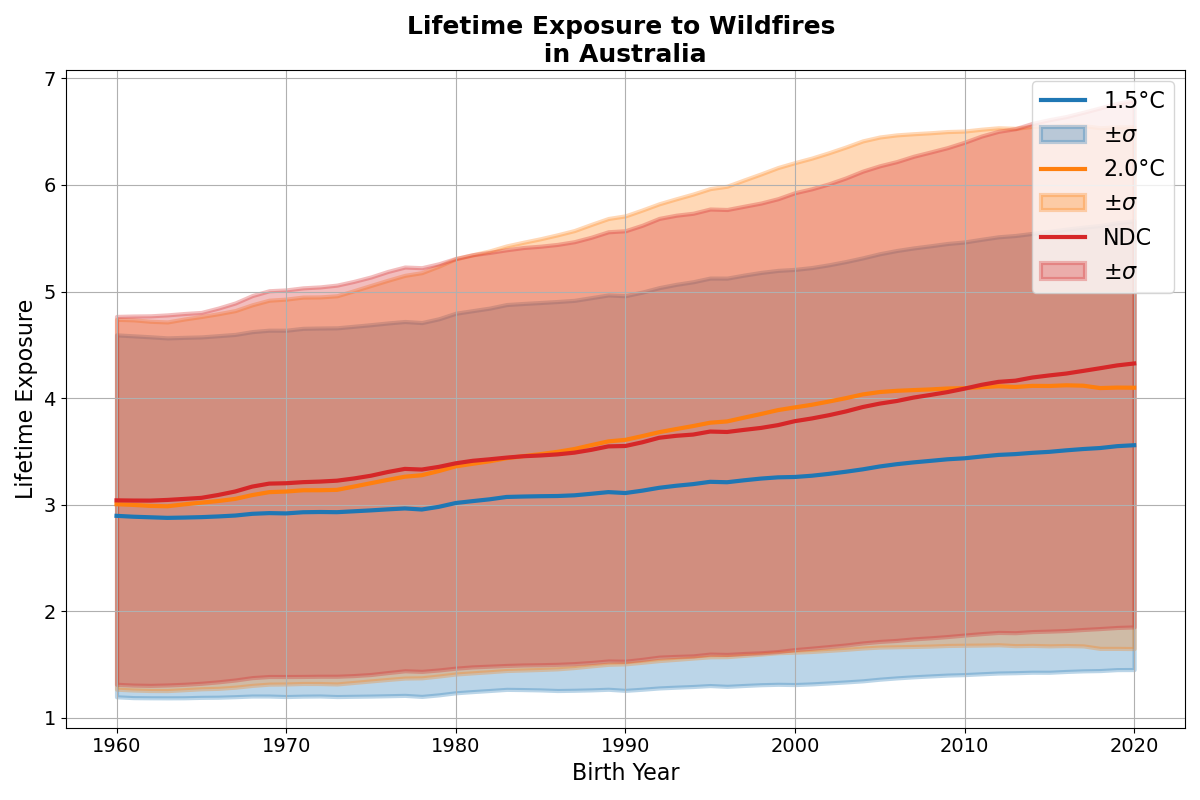 Lifetime Exposure to Wildfires
in Australia
7
6
5
4
3
2
1
Lifetime Exposure
1.5°C
±σ
2.0°C
±σ
NDC
±σ
1960 1970 1980 1990 2000 2010 2020
Birth Year